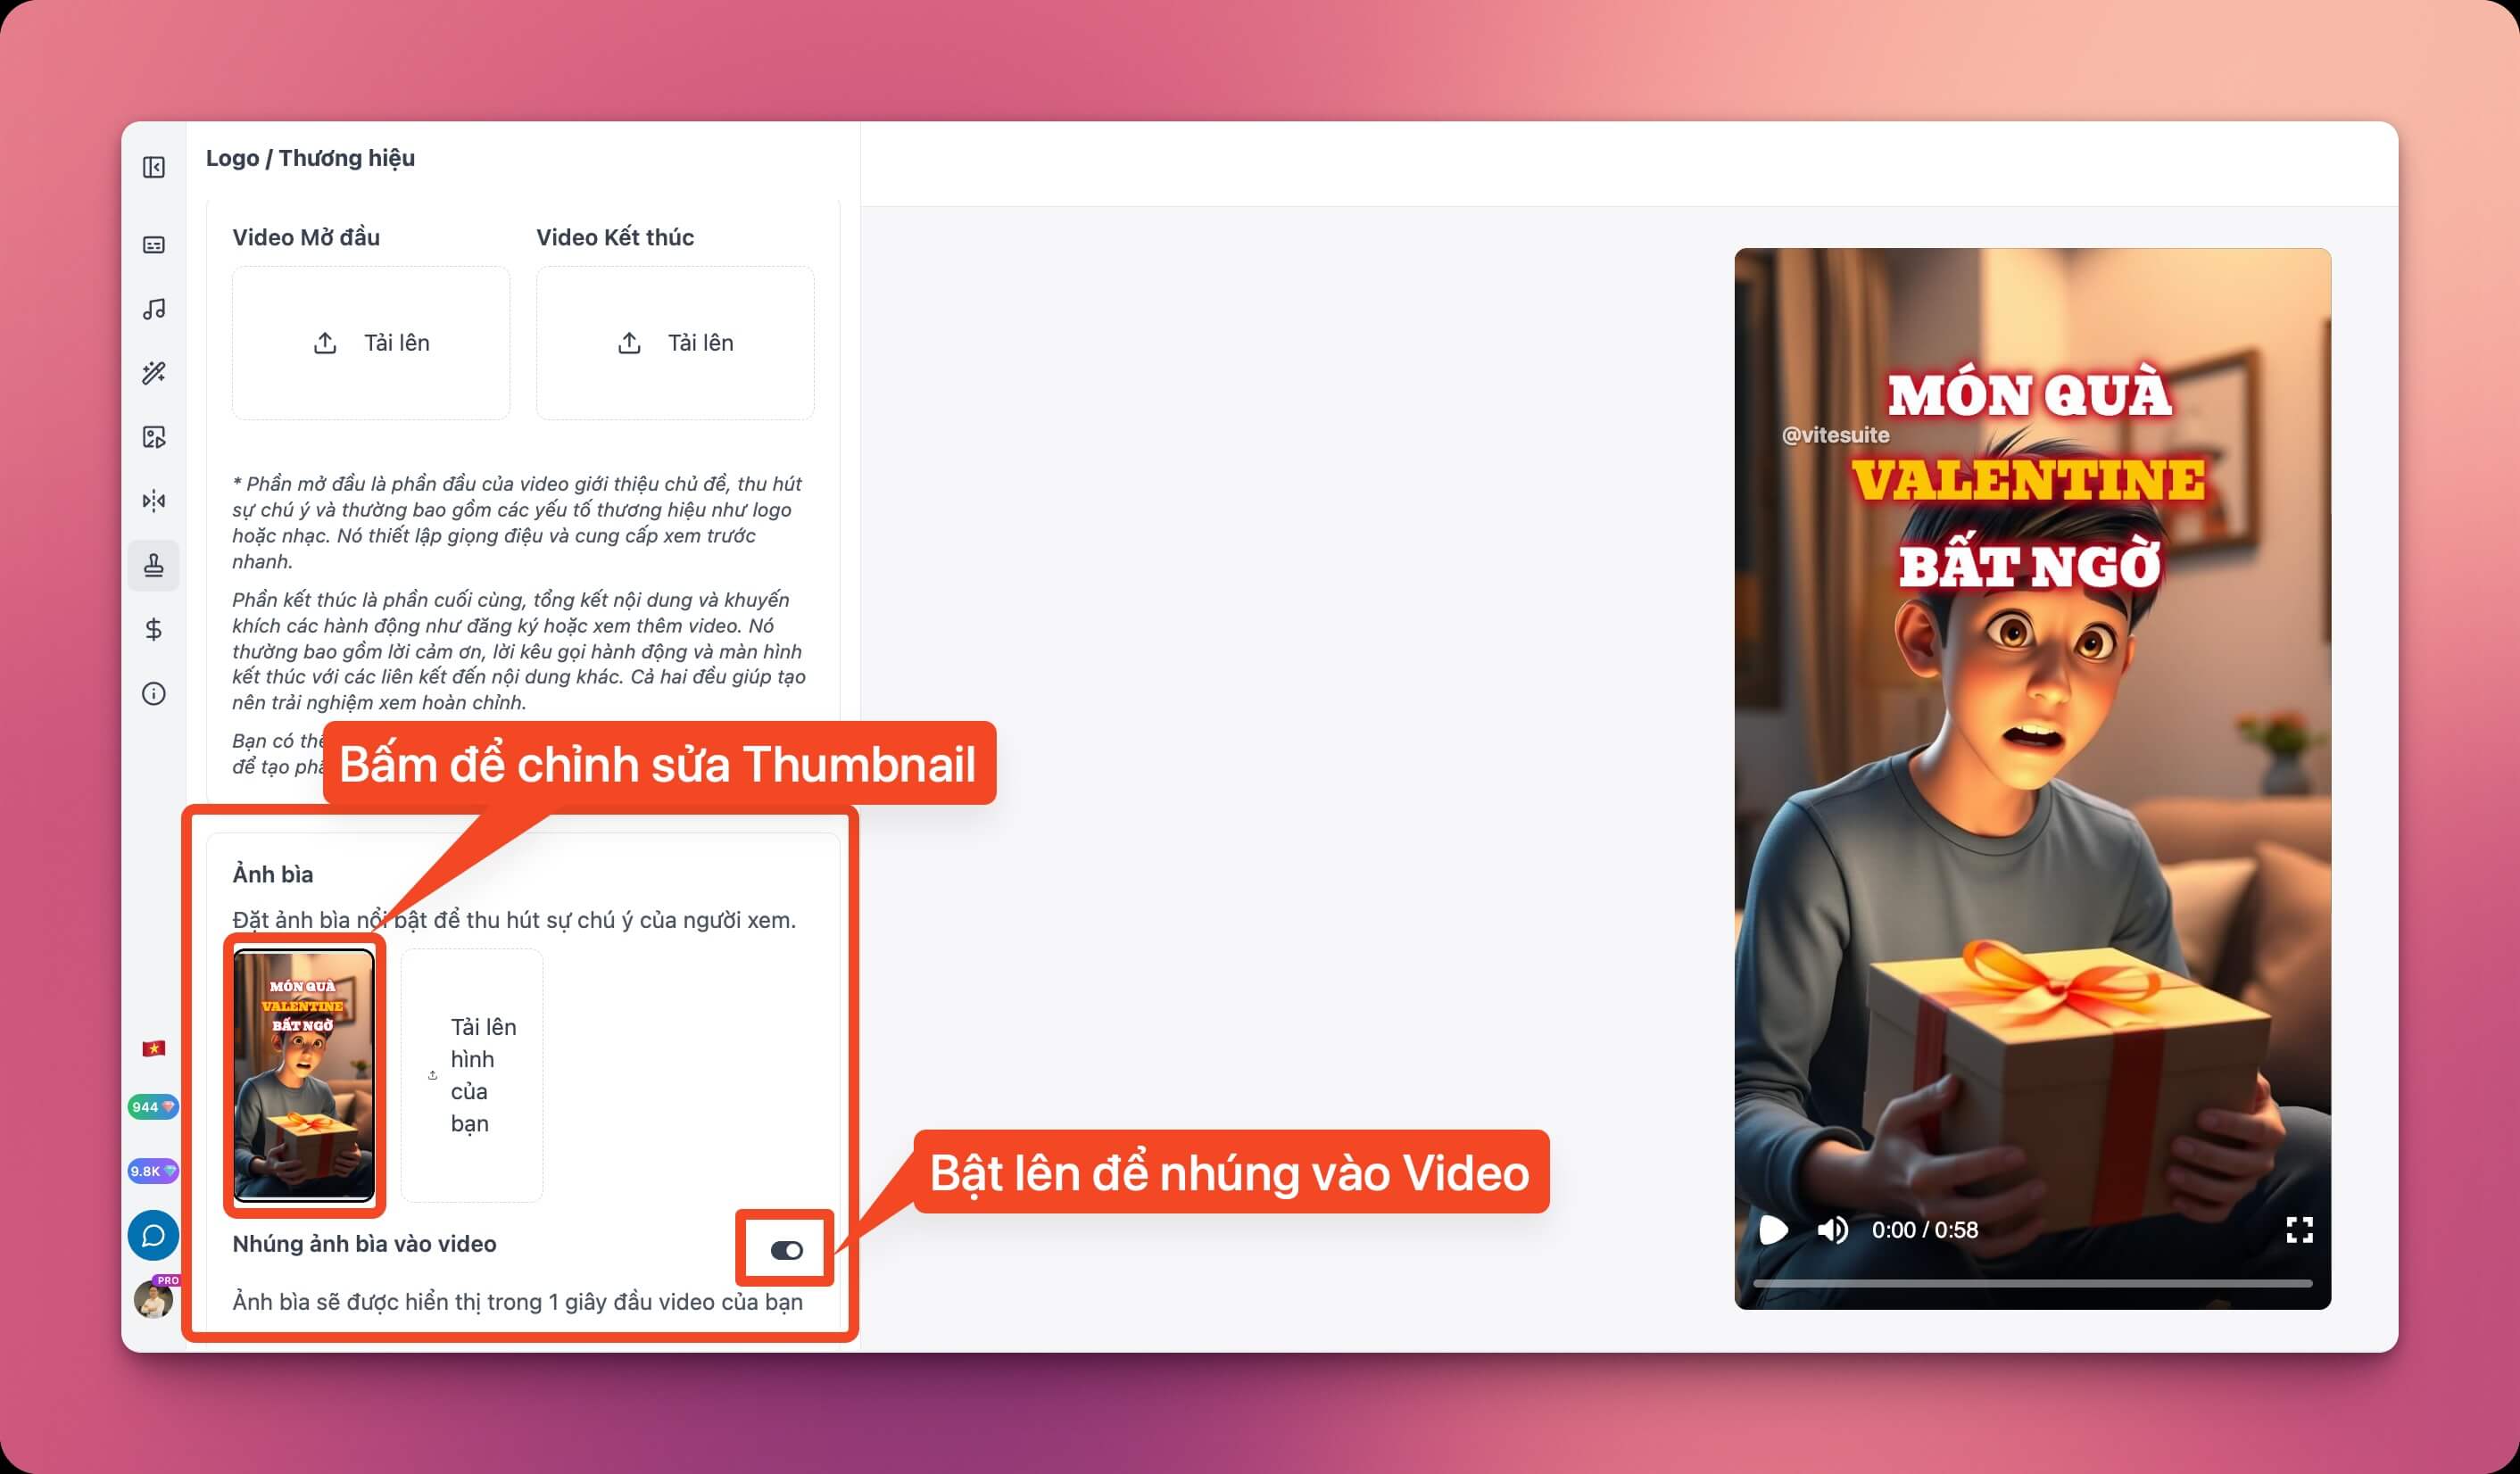 Logo / Thương hiệu
Video Mở đầu
Video Kết thúc
Tải lên
Tải lên
* Phần mở đầu là phần đầu của video giới thiệu chủ đề, thu hút
sự chú ý và thường bao gồm các yếu tố thương hiệu như logo
hoặc nhạc. Nó thiết lập giọng điệu và cung cấp xem trước
nhanh.
Phần kết thúc là phần cuối cùng, tổng kết nội dung và khuyến
khích các hành động như đăng ký hoặc xem thêm video. Nó
thường bao gồm lời cảm ơn, lời kêu gọi hành động và màn hình
kết thúc với các liên kết đến nội dung khác. Cả hai đều giúp tạo
nên trải nghiệm xem hoàn chỉnh.
Bạn có
để tạo
Bấm để chỉnh sửa Thumbnail
Ảnh bìa
Đặt ảnh bìa nổi bật để thu hút sự chú ý của người xem.
MÓN QUÀ
VALENTINE
BẤT NGỜ
Tải lên
hình
của
bạn
Nhúng ảnh bìa vào video
Bật lên để nhúng vào Video
Ảnh bìa sẽ được hiển thị trong 1 giây đầu video của bạn
944
9.8K
PRO
MÓN QUÀ
@vitesuite
VALENTINE
BẤT NGỜ
0:00 / 0:58